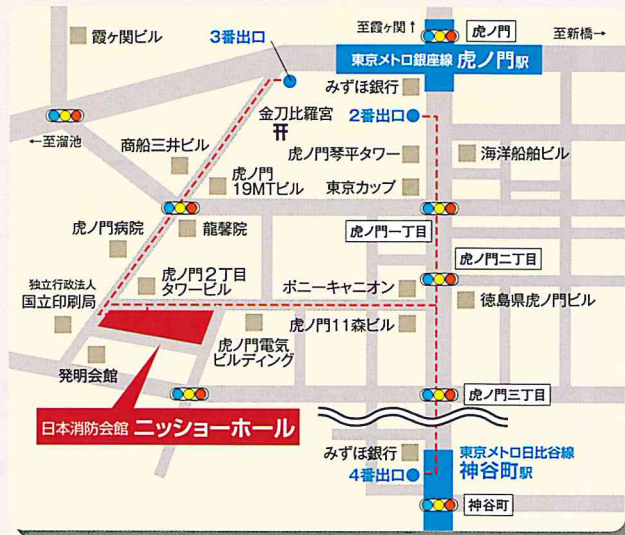 至霞ヶ関↑
虎ノ門
至新橋→
霞ヶ関ビル
3番出口
東京メトロ銀座線 虎ノ門駅
みずほ銀行
金刀比羅宮
2番出口
←至溜池
商船三井ビル
虎ノ門琴平タワー
海洋船舶ビル
虎ノ門
19MTビル
東京カップ
虎ノ門病院
龍馨院
虎ノ門一丁目
虎ノ門二丁目
独立行政法人
国立印刷局
虎ノ門2丁目
タワービル
ポニーキャニオン
徳島県虎ノ門ビル
虎ノ門電気
ビルディング
虎ノ門11森ビル
発明会館
虎ノ門三丁目
日本消防会館 ニッショーホール
みずほ銀行
東京メトロ日比谷線
神谷町駅
4番出口
神谷町